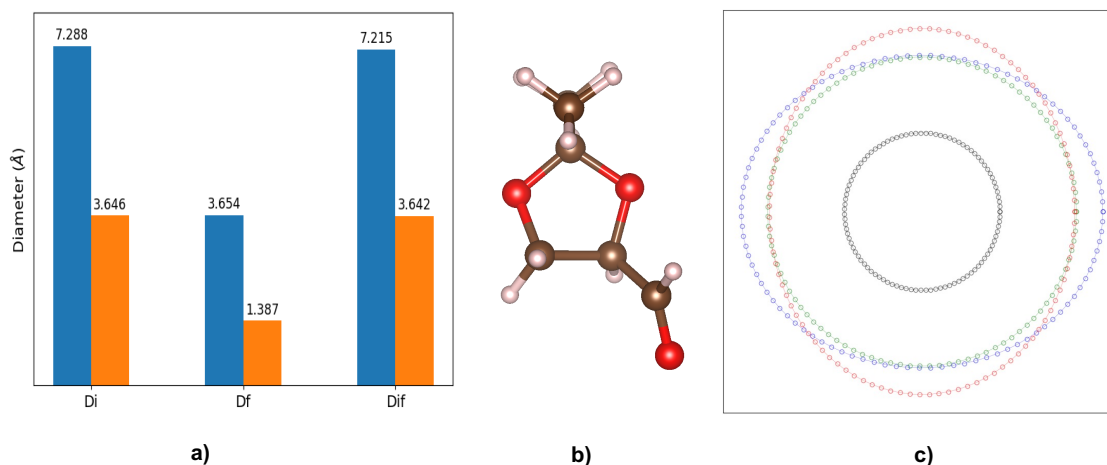 7.288
7.215
3.646
3.654
3.642
1.387
Diameter (Å)
Di
Df
Dif
a)
b)
c)